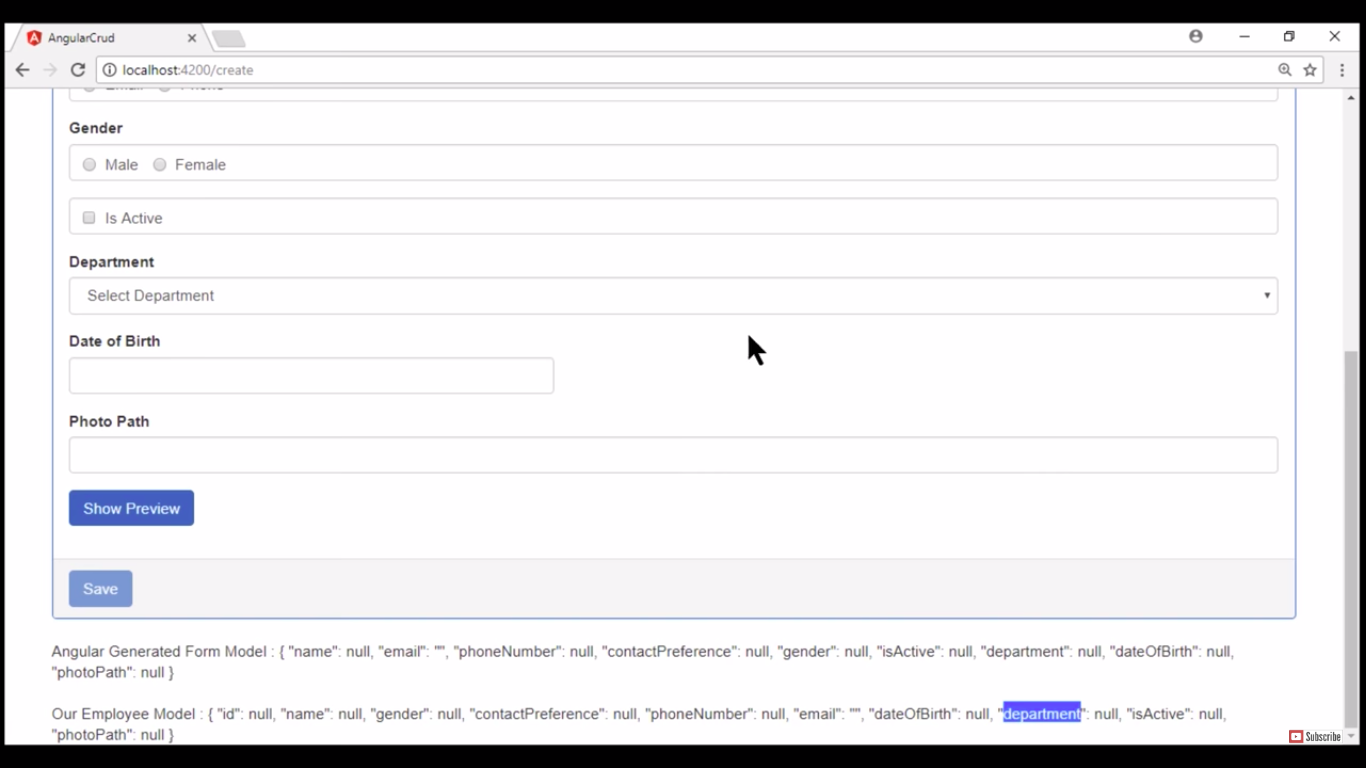 AngularCrud
localhost:4200/create
Gender
Male Female
Is Active
Department
Select Department
Date of Birth
Photo Path
Show Preview
Save
Angular Generated Form Model : { "name": null, "email": "", "phoneNumber": null, "contactPreference": null, "gender": null, "isActive": null, "department": null, "dateOfBirth": null,
"photoPath": null }
Our Employee Model : { "id": null, "name": null, "gender": null, "contactPreference": null, "phoneNumber": null, "email": "", "dateOfBirth": null, "department": null, "isActive": null,
"photoPath": null }
Subscribe